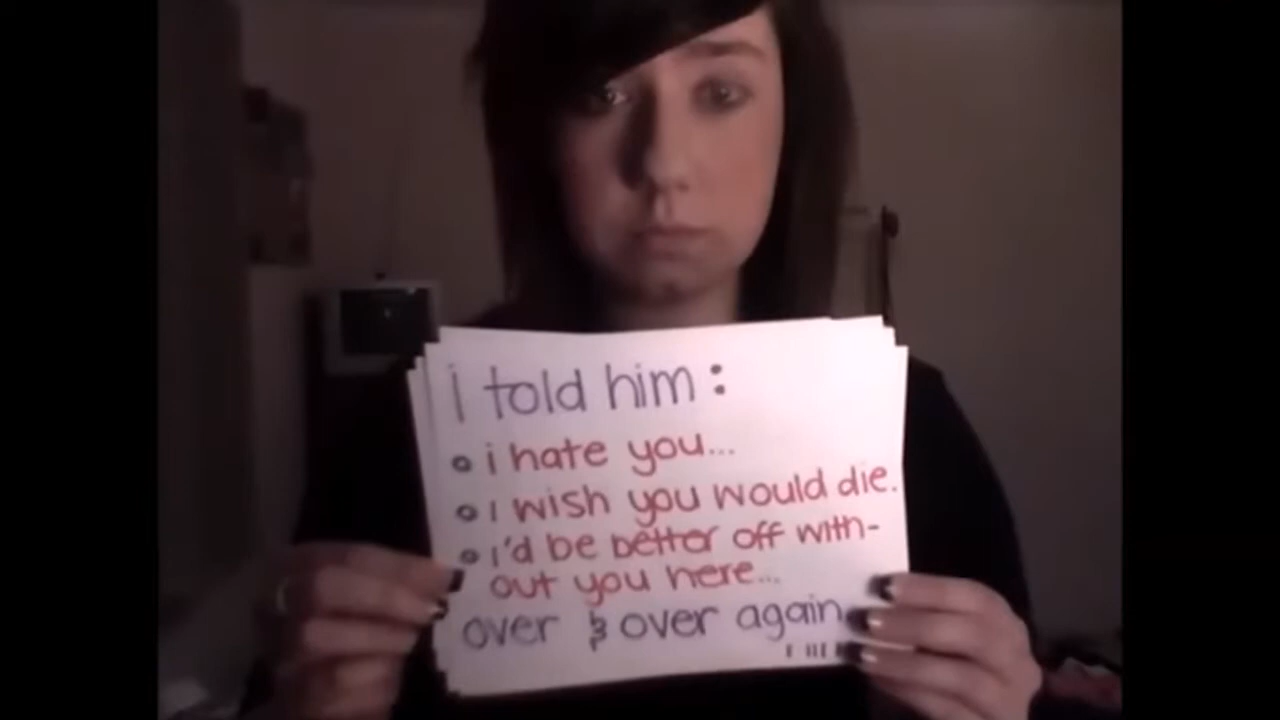 i told him:
i hate you...
i wish you would die.
i'd be better off with-
out you here...
over & over again